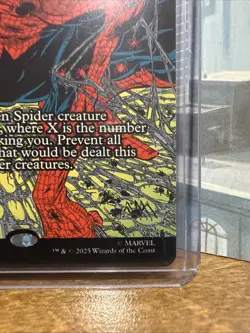 n Spider creature
, where X is the number
king you. Prevent all
hat would be dealt this
er creatures.
© MARVEL
™ & © 2025 Wizards of the Coast